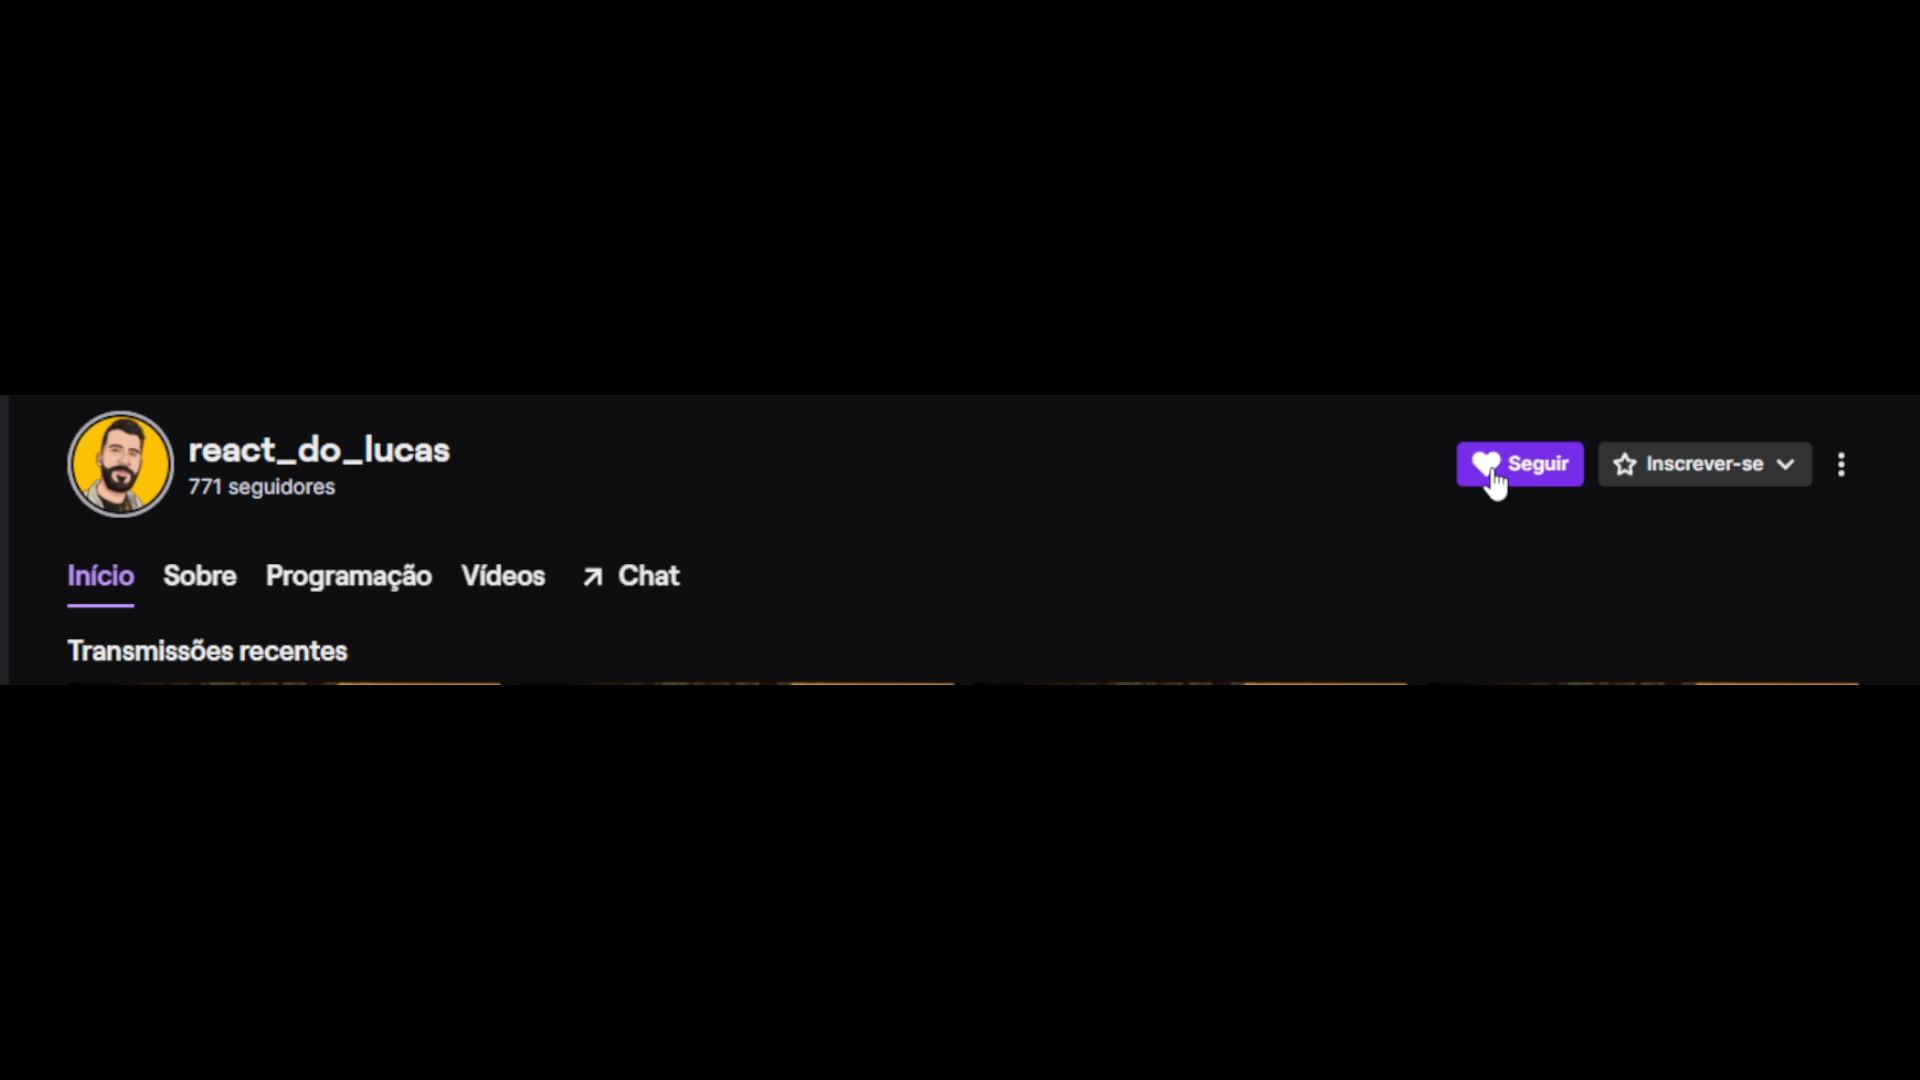 react_do_lucas
771 seguidores
Seguir
Inscrever-se
Início Sobre Programação Vídeos Chat
Transmissões recentes